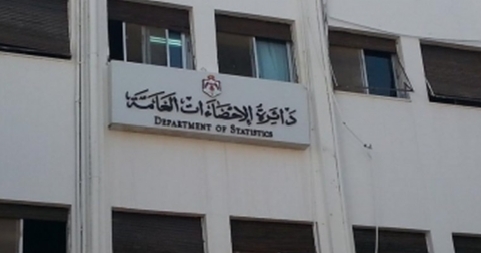 دائرة الإحصاءات العامة
DEPARTMENT OF STATISTICS